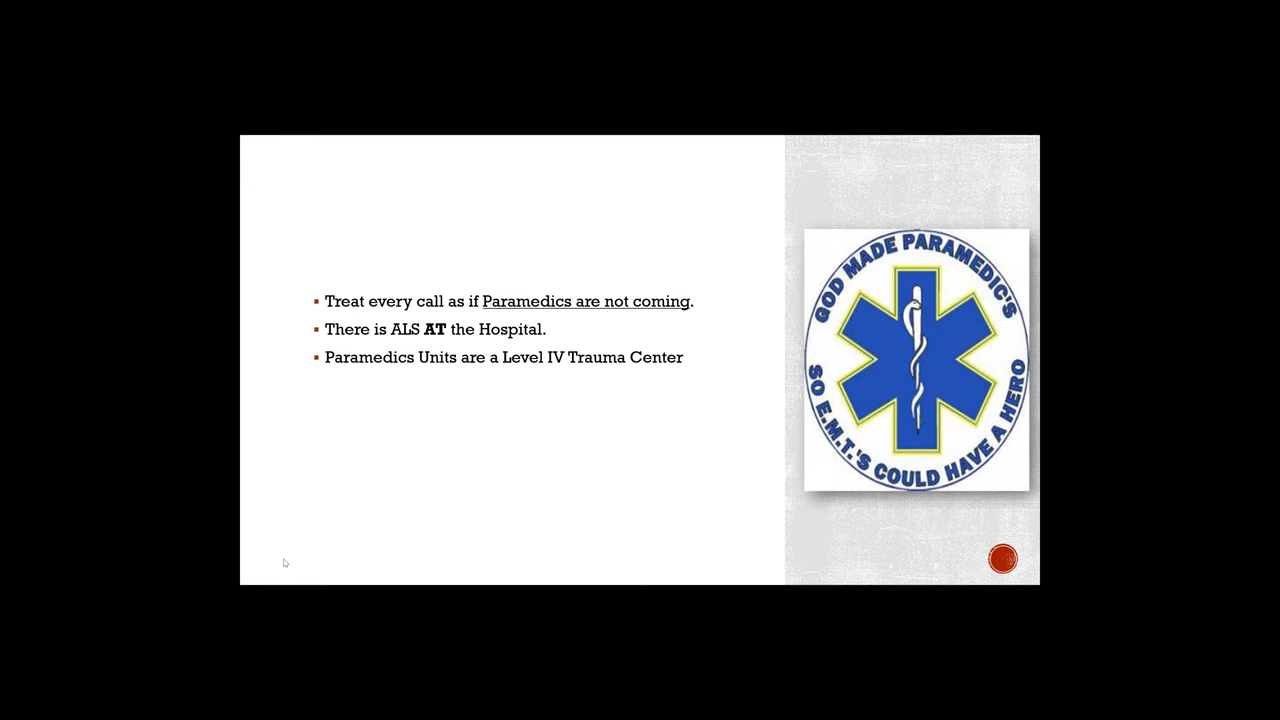 Treat every call as if Paramedics are not coming.
There is ALS AT the Hospital.
Paramedics Units are a Level IV Trauma Center
GOD MADE PARAMEDIC'S
SO E.M.T.'S COULD HAVE A HERO